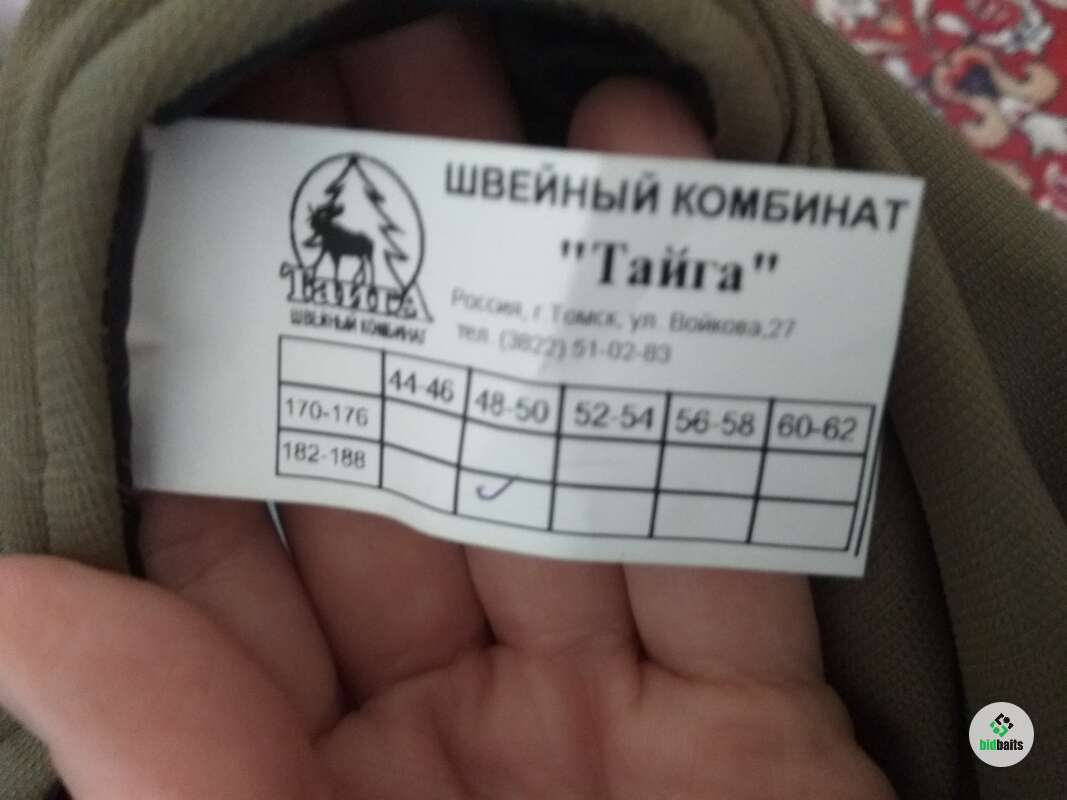 ШВЕЙНЫЙ КОМБИНАТ
"Тайга"
Россия, г.Томск, ул. Войкова,27
тел. (3822) 51-02-83
Тайга
ШВЕЙНЫЙ КОМБИНАТ
44-46 48-50 52-54 56-58 60-62
170-176
182-188
bidbaits